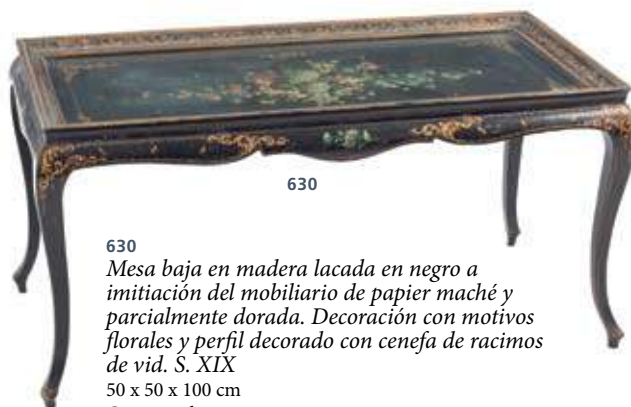 630
630
Mesa baja en madera lacada en negro a
imitiación del mobiliario de papier maché y
parcialmente dorada. Decoración con motivos
florales y perfil decorado con cenefa de racimos
de vid. S. XIX
50 x 50 x 100 cm